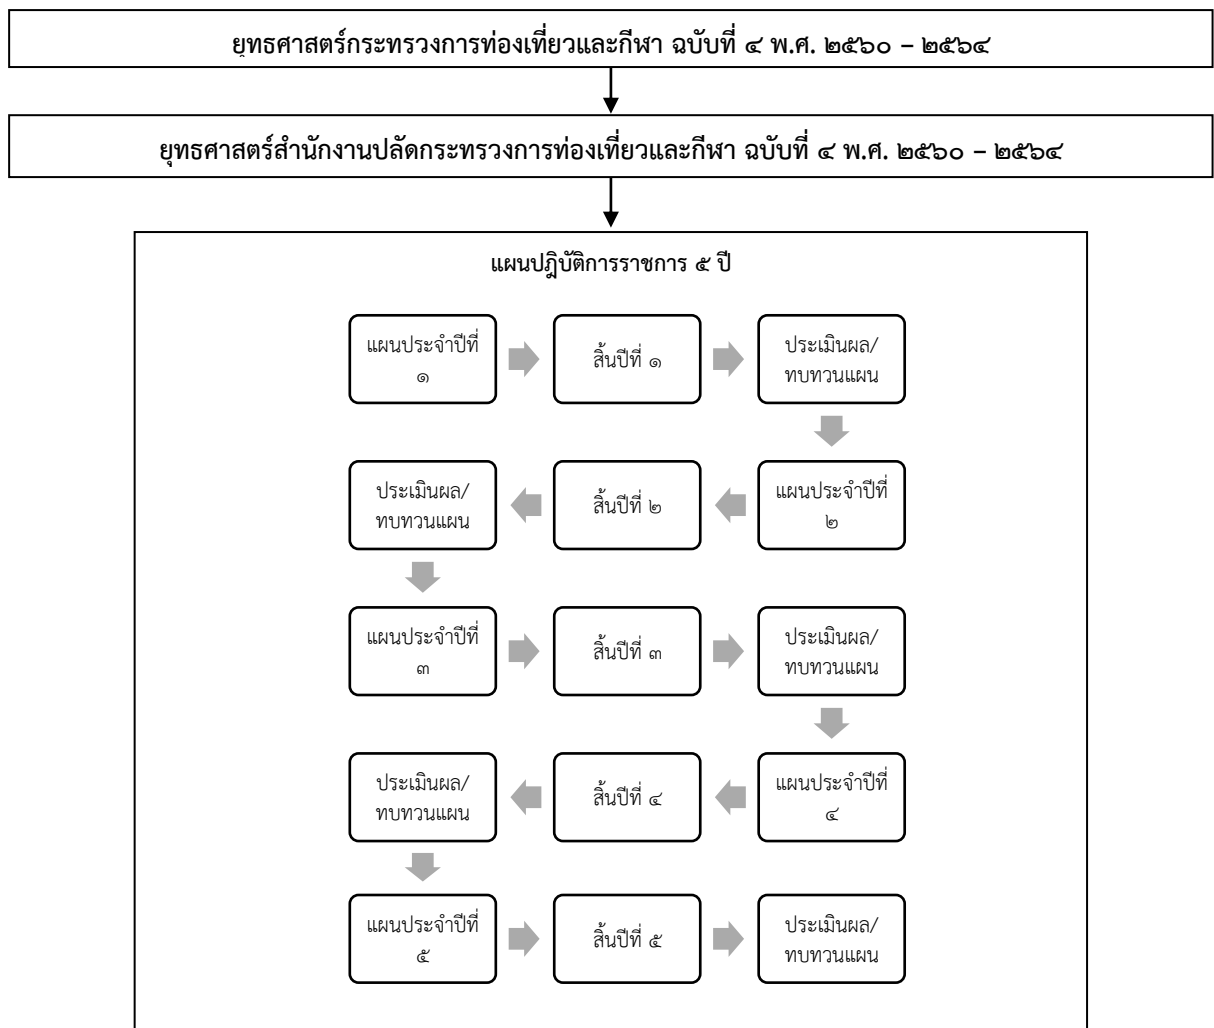 ยุทธศาสตร์กระทรวงการท่องเที่ยวและกีฬา ฉบับที่ ๔ พ.ศ. ๒๕๖๐ – ๒๕๖๔
ยุทธศาสตร์สำนักงานปลัดกระทรวงการท่องเที่ยวและกีฬา ฉบับที่ ๔ พ.ศ. ๒๕๖๐ – ๒๕๖๔
แผนปฏิบัติการราชการ ๕ ปี
แผนประจำปีที่
๑
สิ้นปีที่ ๑
ประเมินผล/
ทบทวนแผน
แผนประจำปีที่
๒
สิ้นปีที่ ๒
ประเมินผล/
ทบทวนแผน
แผนประจำปีที่
๓
สิ้นปีที่ ๓
ประเมินผล/
ทบทวนแผน
แผนประจำปีที่
๔
สิ้นปีที่ ๔
ประเมินผล/
ทบทวนแผน
แผนประจำปีที่
๕
สิ้นปีที่ ๕
ประเมินผล/
ทบทวนแผน